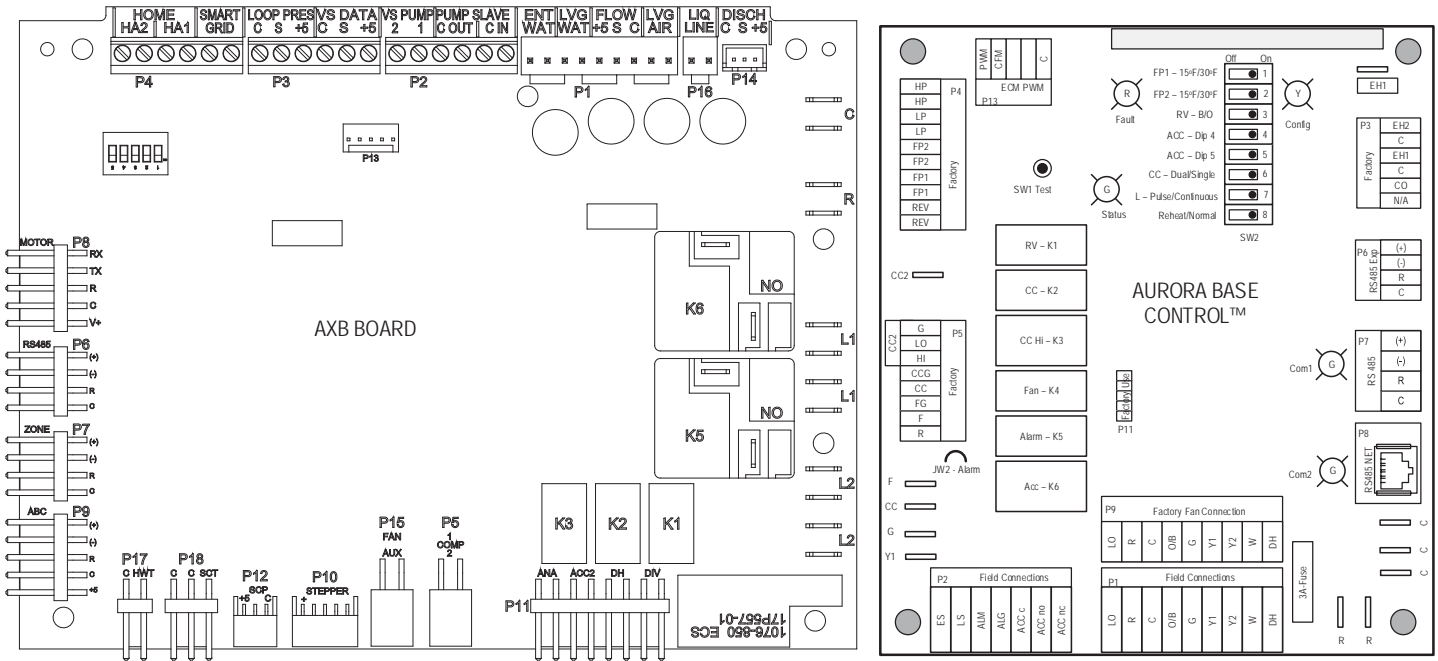 HOME SMART LOOP PRES VS DATA VS PUMP PUMP SLAVE ENT LVG FLOW LVG LIQ DISCH
HA2 HA1 GRID C S +5 C S +5 2 1 C OUT C IN WAT WAT +5 S C AIR LINE C S +5
P4 P3 P2 P1 P16 P14
P13
C
R
MOTOR P8
RX
TX
R
C
V+
RS485 P6
(+)
(-)
R
C
ZONE P7
(+)
(-)
R
C
ABC P9
(+)
(-)
R
C
+5
AXB BOARD
NO
K6
NO
K5
L1
L1
L2
L2
K3 K2 K1
P17
C HWT
P18
C C SCT
P12
SCP
+5 C
P10
STEPPER
+
P15
FAN
AUX
P5
1
COMP
2
ANA ACC2 DH DIV
P11
1076-850
17P557-01
ECS
PWM
CFM
C
ECM PWM
P13
HP
HP
LP
LP
FP2
FP2
FP1
FP1
REV
REV
P4
Factory
R
Fault
Off On
FP1 – 15ºF/30ºF 1
FP2 – 15ºF/30ºF 2
RV – B/O 3
ACC – Dip 4 4
ACC – Dip 5 5
CC – Dual/Single 6
L – Pulse/Continuous 7
Reheat/Normal 8
SW2
Y
Config
SW1 Test
G
Status
EH1
P3
Factory
EH2
C
EH1
C
CO
N/A
RV – K1
CC – K2
CC Hi – K3
Fan – K4
Alarm – K5
Acc – K6
AURORA BASE
CONTROL™
P6
RS485 Exp
(+)
(-)
R
C
CC2
CC2
G
LO
HI
CCG
CC
FG
F
R
P5
Factory
JW2 - Alarm
Factory Use
P11
Com1
G
P7
RS 485
(+)
(-)
R
C
Com2
G
P8
RS485 NET
F
CC
G
Y1
P2 Field Connections
ES
LS
ALM
ALG
ACC c
ACC no
ACC nc
P9 Factory Fan Connection
LO
R
C
O/B
G
Y1
Y2
W
DH
P1 Field Connections
LO
R
C
O/B
G
Y1
Y2
W
DH
3A-Fuse
C
C
C
R
R